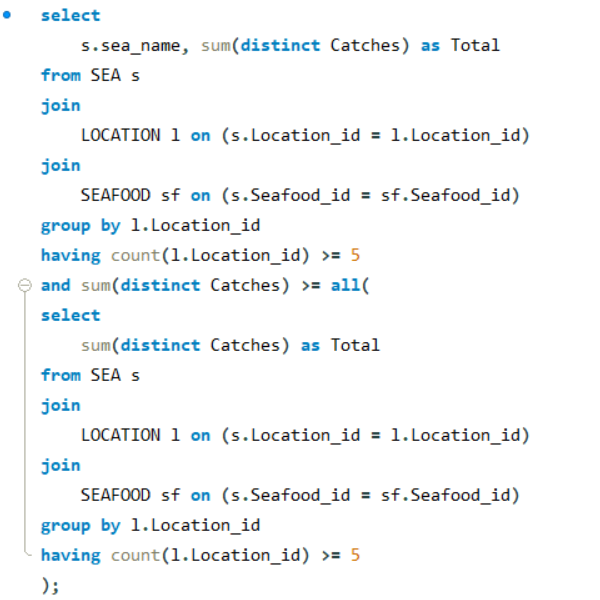 select
s.sea_name, sum(distinct Catches) as Total
from SEA s
join
LOCATION l on (s.Location_id = l.Location_id)
join
SEAFOOD sf on (s.Seafood_id = sf.Seafood_id)
group by l.Location_id
having count(l.Location_id) >= 5
and sum(distinct Catches) >= all(
select
sum(distinct Catches) as Total
from SEA s
join
LOCATION l on (s.Location_id = l.Location_id)
join
SEAFOOD sf on (s.Seafood_id = sf.Seafood_id)
group by l.Location_id
having count(l.Location_id) >= 5
);